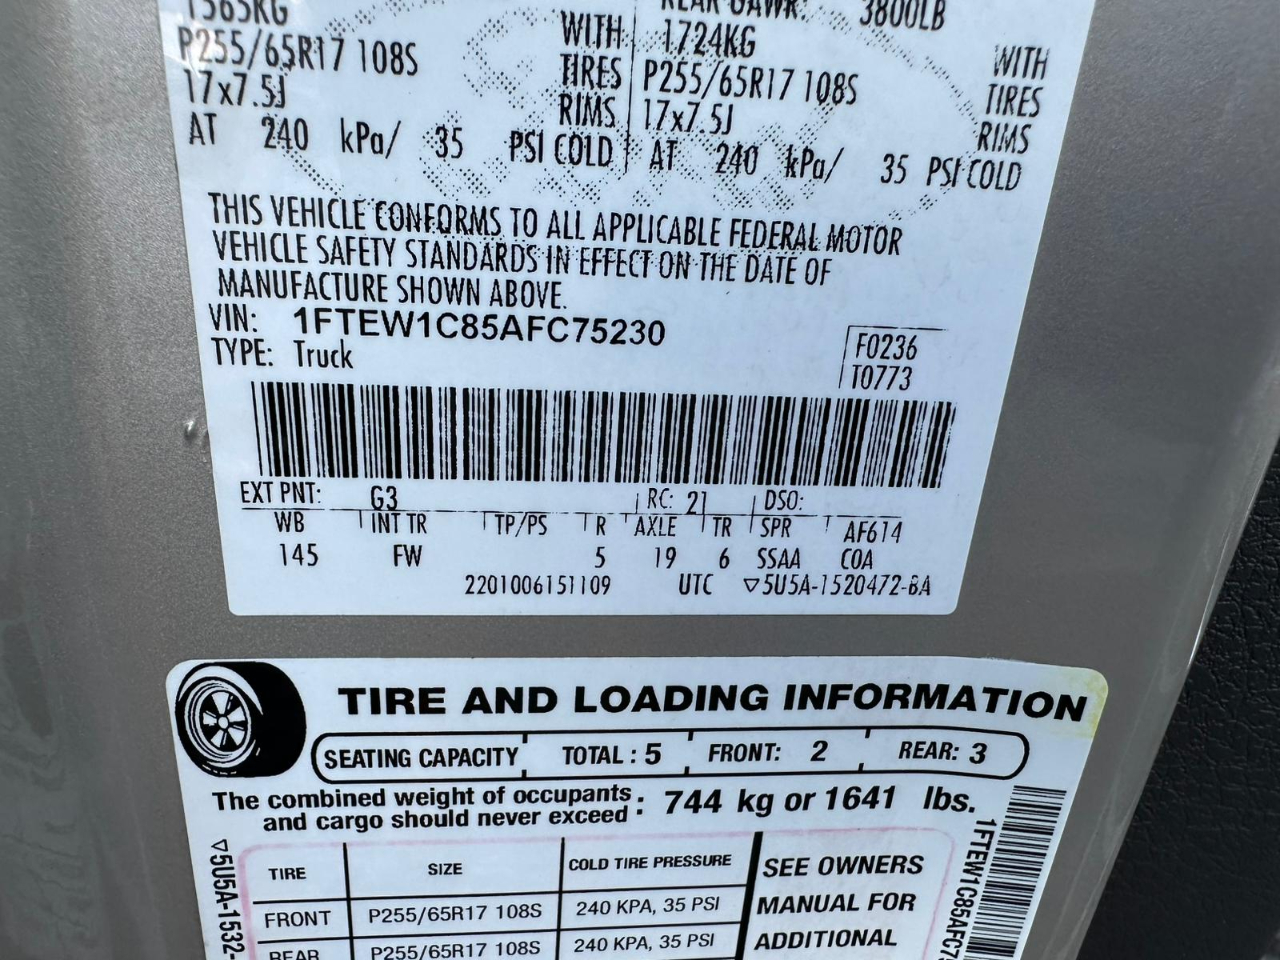 1565KG
P255/65R17 108S
17x7.5J
AT 240 kPa/ 35 PSI COLD
WITH
TIRES
RIMS
REAR GAWR: 3800LB
1724KG
P255/65R17 108S
17x7.5J
AT 240 kPa/ 35 PSI COLD
WITH
TIRES
RIMS
THIS VEHICLE CONFORMS TO ALL APPLICABLE FEDERAL MOTOR
VEHICLE SAFETY STANDARDS IN EFFECT ON THE DATE OF
MANUFACTURE SHOWN ABOVE.
VIN: 1FTEW1C85AFC75230
TYPE: Truck
F0236
T0773
EXT PNT: G3 RC: 21 DSO:
WB INT TR TP/PS R AXLE TR SPR AF614
145 FW 5 19 6 SSAA COA
2201006151109 UTC ▽5U5A-1520472-BA
TIRE AND LOADING INFORMATION
SEATING CAPACITY TOTAL : 5 FRONT: 2 REAR: 3
The combined weight of occupants
and cargo should never exceed : 744 kg or 1641 lbs.
TIRE SIZE COLD TIRE PRESSURE
FRONT P255/65R17 108S 240 KPA, 35 PSI
REAR P255/65R17 108S 240 KPA, 35 PSI
SEE OWNERS
MANUAL FOR
ADDITIONAL
▽5U5A-1532-
1FTEW1C85AFC75